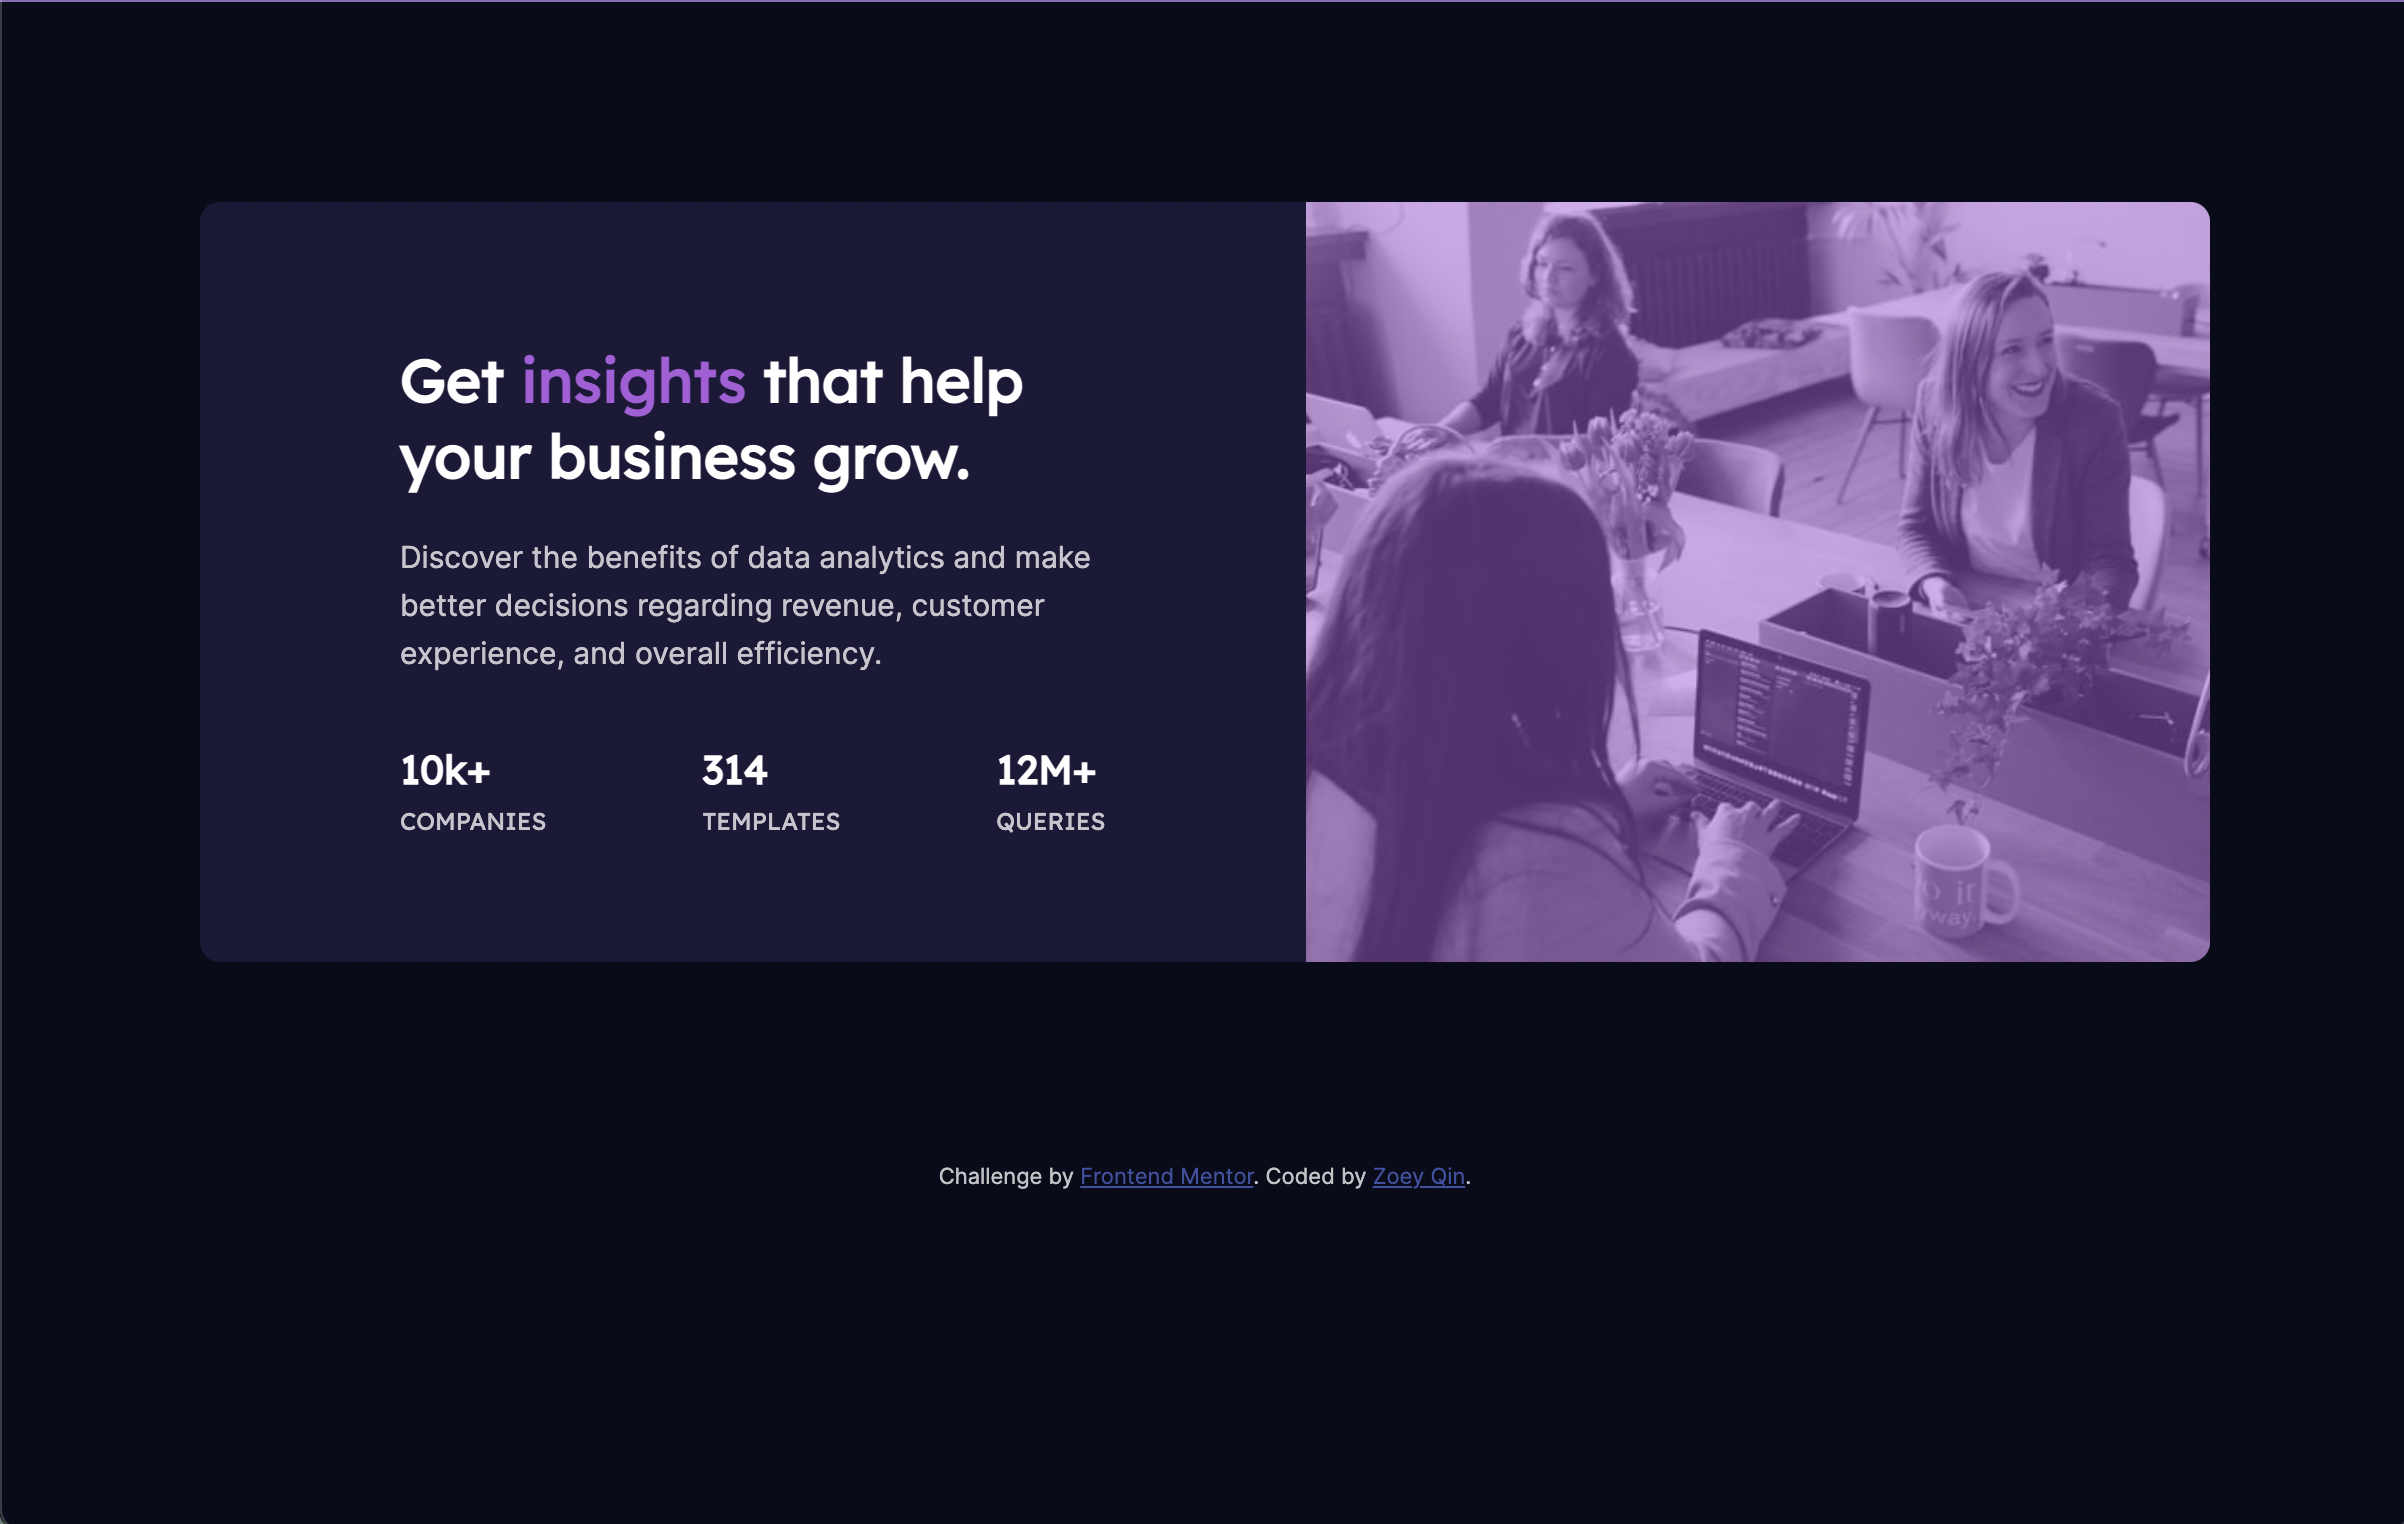 Get insights that help
your business grow.
Discover the benefits of data analytics and make
better decisions regarding revenue, customer
experience, and overall efficiency.
10k+ 314 12M+
COMPANIES TEMPLATES QUERIES
it
way.
Challenge by Frontend Mentor. Coded by Zoey Qin.